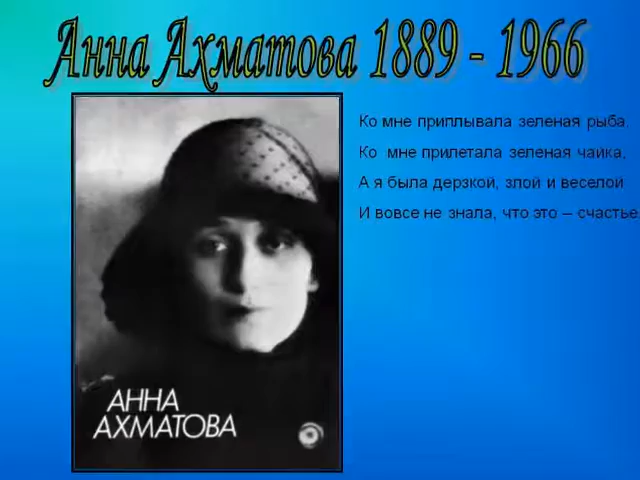 Анна Ахматова 1889 - 1966
Ко мне приплывала зеленая рыба,
Ко мне прилетала зеленая чайка,
А я была дерзкой, злой и веселой
И вовсе не знала, что это – счастье.
АННА
АХМАТОВА